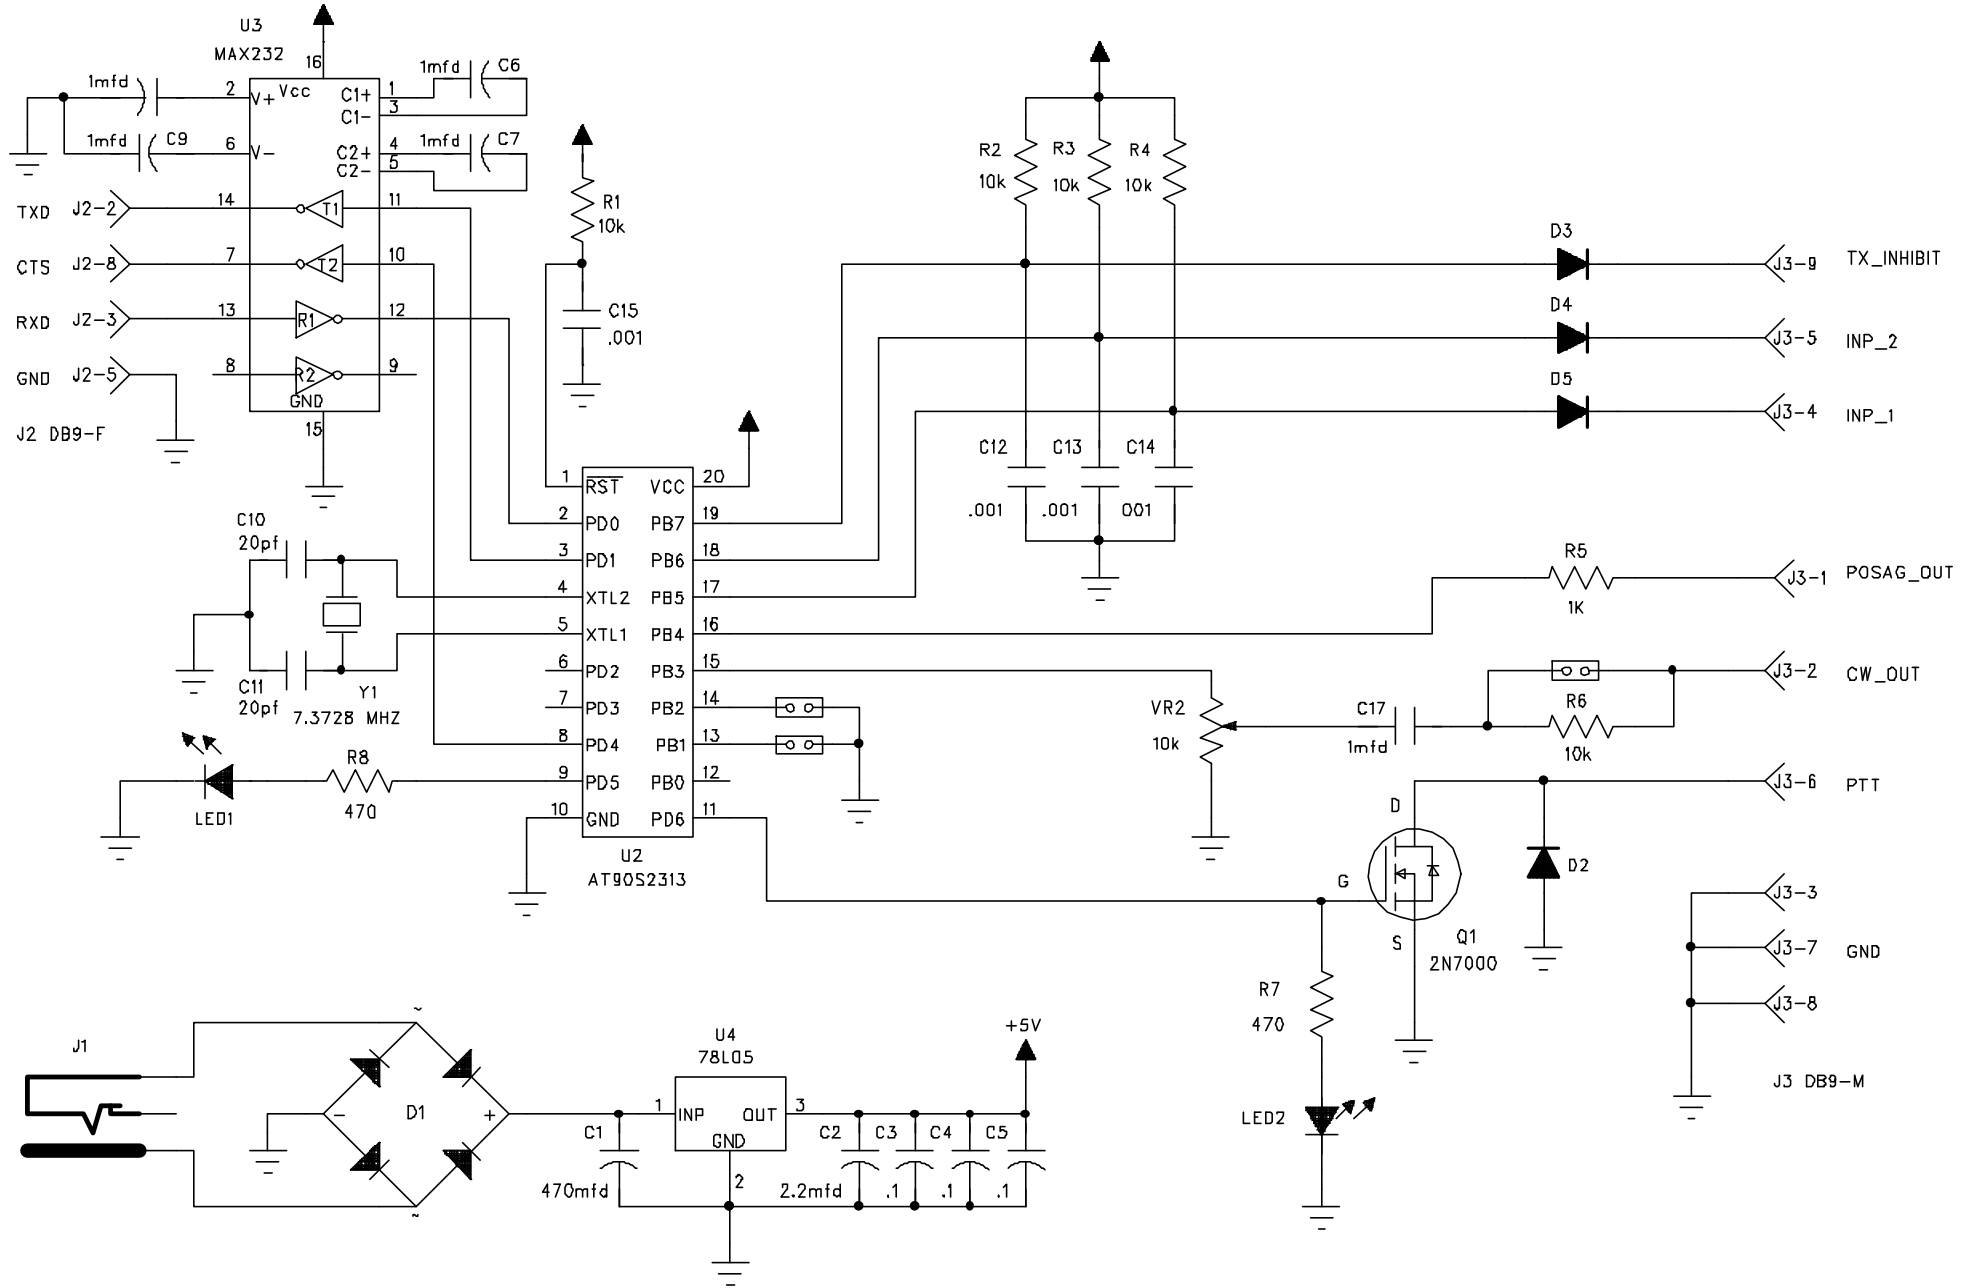 U3
MAX232
16
1mfd
2
V+
Vcc
C1+
1
C1-
3
1mfd
C6
1mfd
C9
6
V-
C2+
4
C2-
5
1mfd
C7
TXD
J2-2
14
T1
11
CTS
J2-8
7
T2
10
RXD
J2-3
13
R1
12
GND
J2-5
8
R2
9
GND
15
J2 DB9-F
R1
10k
C15
.001
R2
10k
R3
10k
R4
10k
D3
J3-9
TX_INHIBIT
D4
J3-5
INP_2
D5
J3-4
INP_1
C12
.001
C13
.001
C14
001
C10
20pf
C11
20pf
Y1
7.3728 MHZ
1
RST
VCC
20
2
PD0
PB7
19
3
PD1
PB6
18
4
XTL2
PB5
17
5
XTL1
PB4
16
6
PD2
PB3
15
7
PD3
PB2
14
8
PD4
PB1
13
9
PD5
PB0
12
10
GND
PD6
11
U2
AT90S2313
R8
470
LED1
R5
1K
J3-1
POSAG_OUT
VR2
10k
C17
1mfd
R6
10k
J3-2
CW_OUT
D
G
S
Q1
2N7000
D2
J3-6
PTT
J3-3
J3-7
GND
J3-8
J3 DB9-M
R7
470
LED2
J1
~
-
D1
+
~
C1
470mfd
U4
78L05
1
INP
OUT
3
GND
2
C2
2.2mfd
C3
.1
C4
.1
C5
.1
+5V